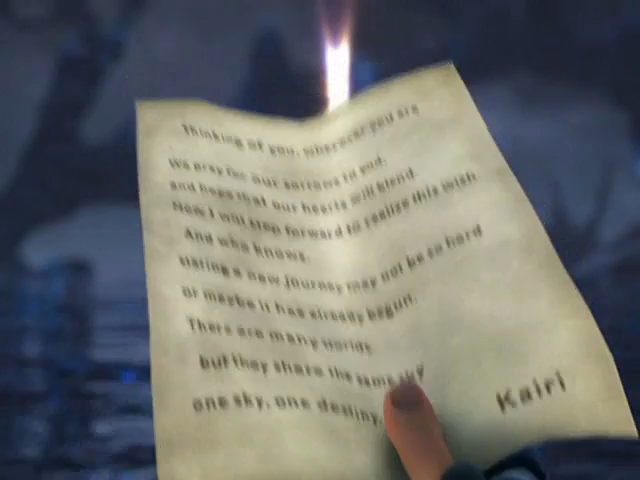 Thinking of you, wherever you are
We pray for our sorrows to end,
and hope that our hearts will blend.
Now I will step forward to realize this wish.
And who knows,
starting a new journey may not be so hard
or maybe it has already begun.
There are many worlds,
but they share the same sky
one sky, one destiny.
Kairi